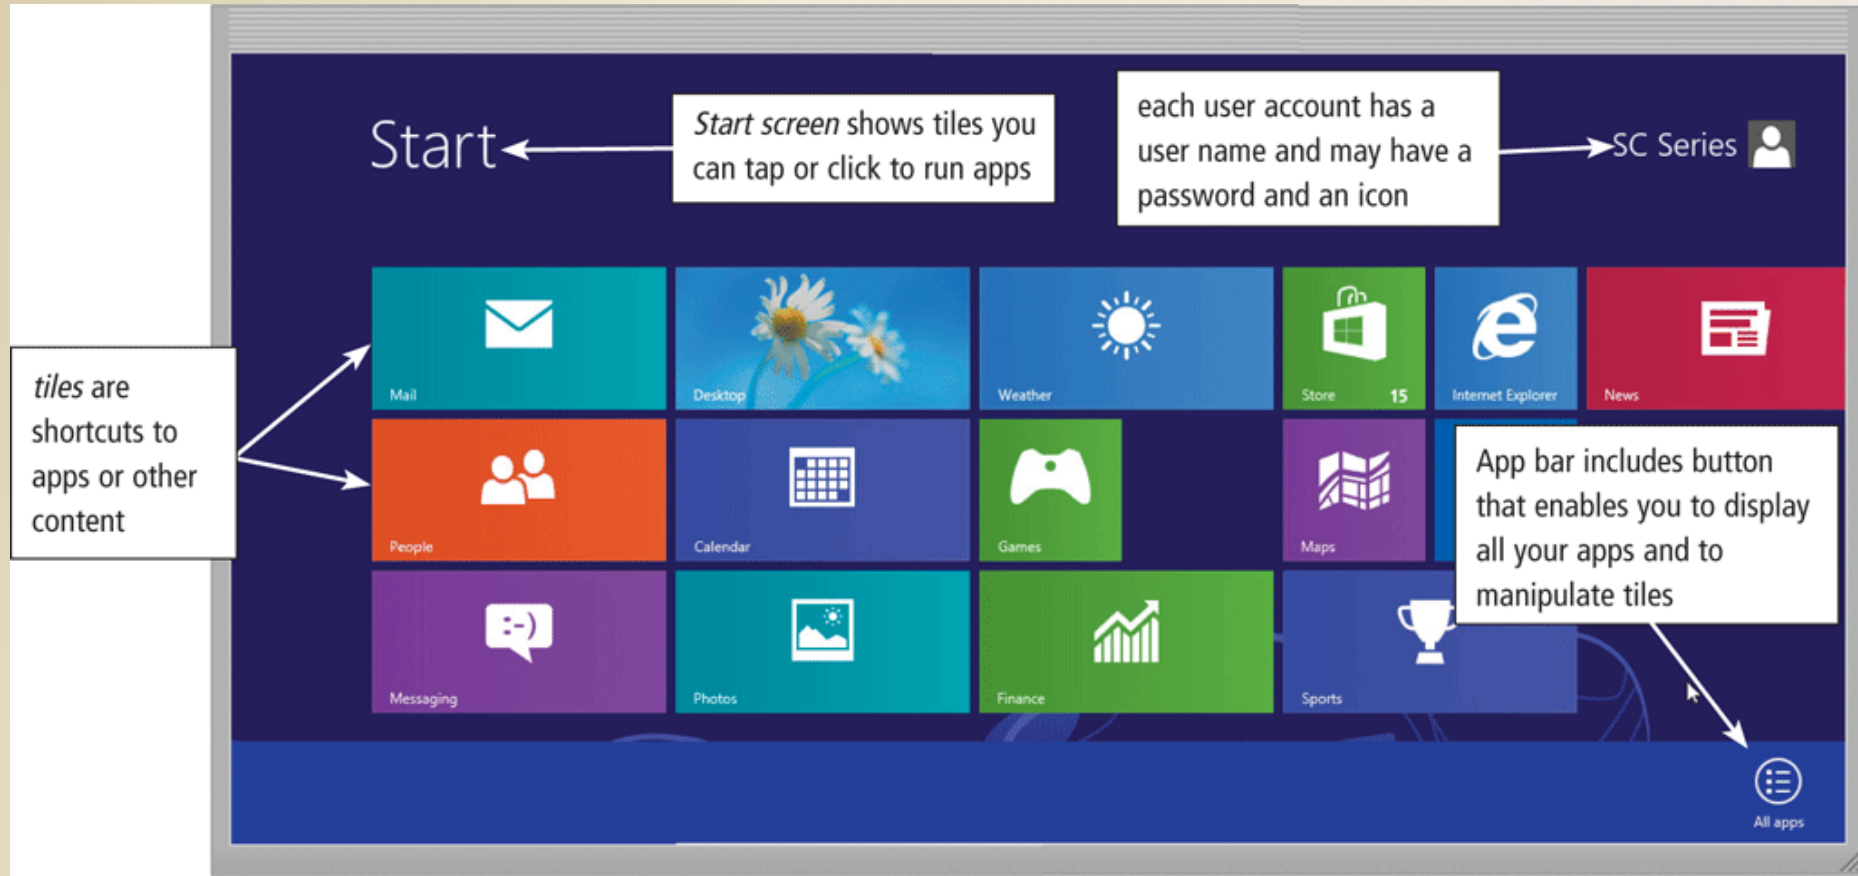 Start
Start screen shows tiles you
can tap or click to run apps
each user account has a
user name and may have a
password and an icon
SC Series
tiles are
shortcuts to
apps or other
content
Mail
Desktop
Weather
Store 15
Internet Explorer
News
People
Calendar
Games
Maps
App bar includes button
that enables you to display
all your apps and to
manipulate tiles
Messaging
:-)
Photos
Finance
Sports
All apps